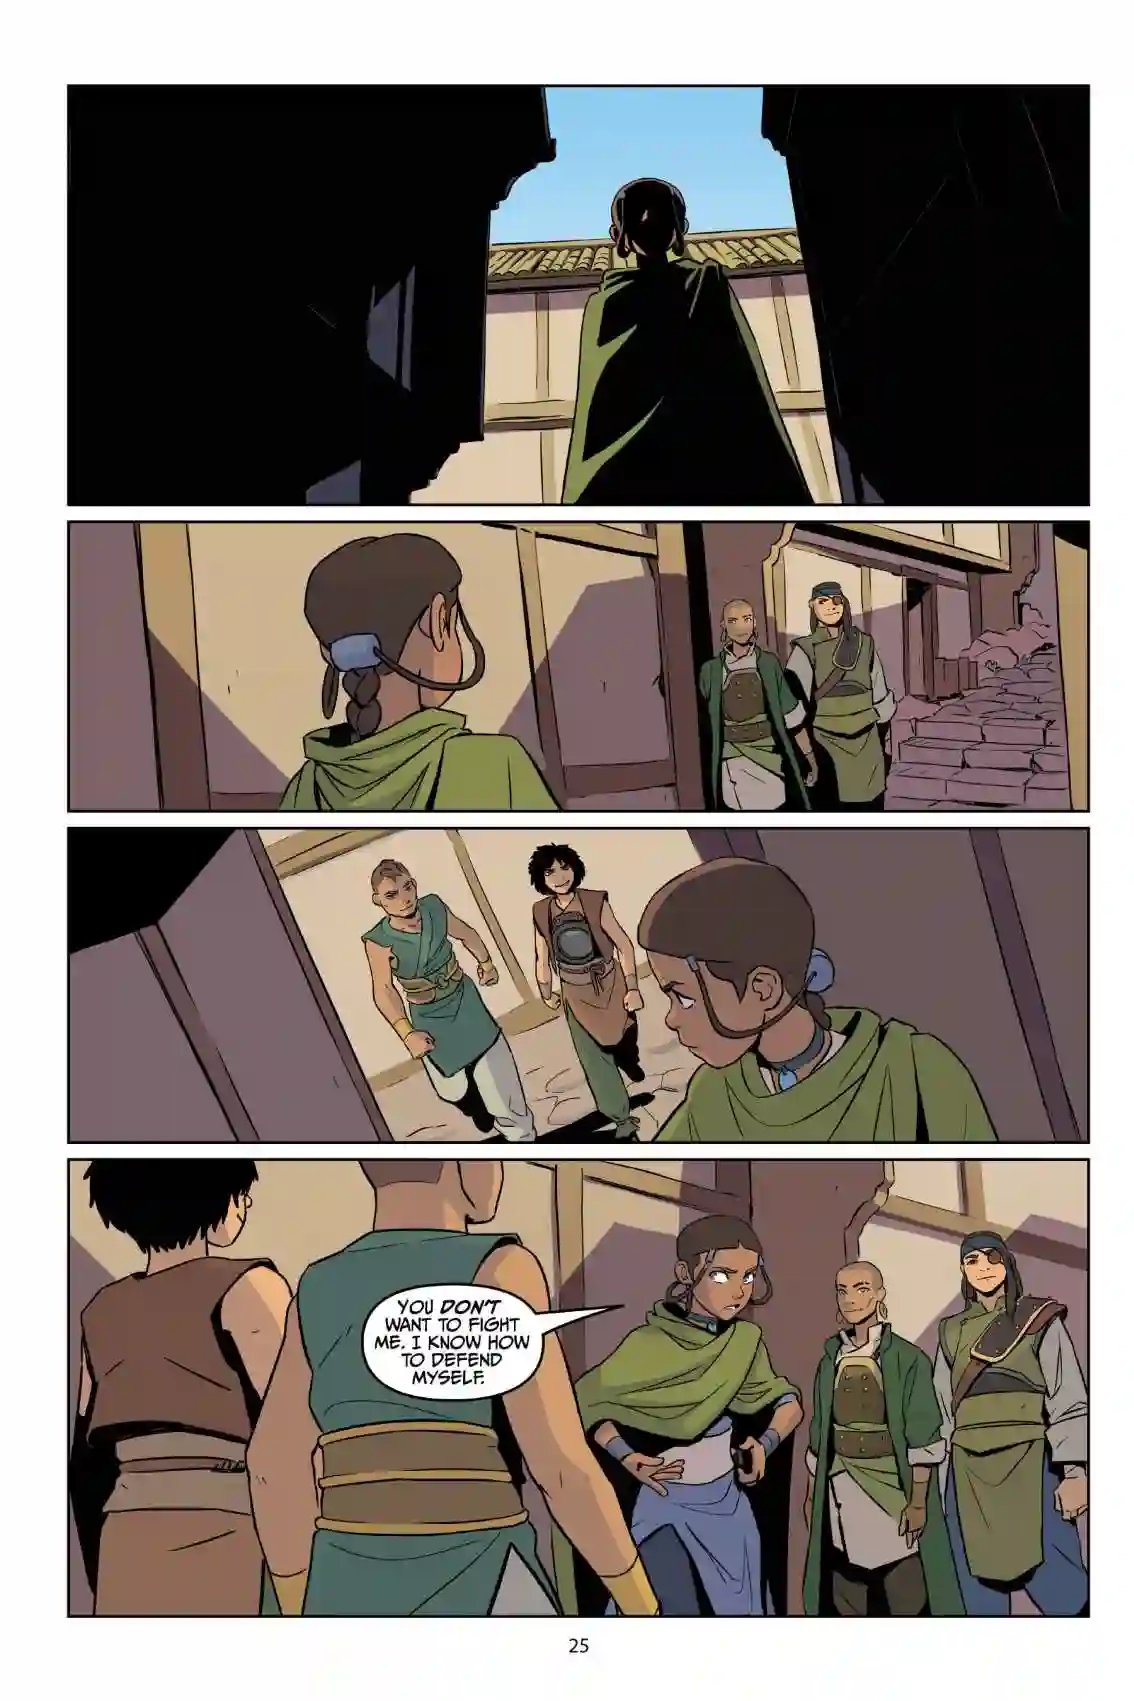 YOU DON'T
WANT TO FIGHT
ME. I KNOW HOW
TO DEFEND
MYSELF.
25